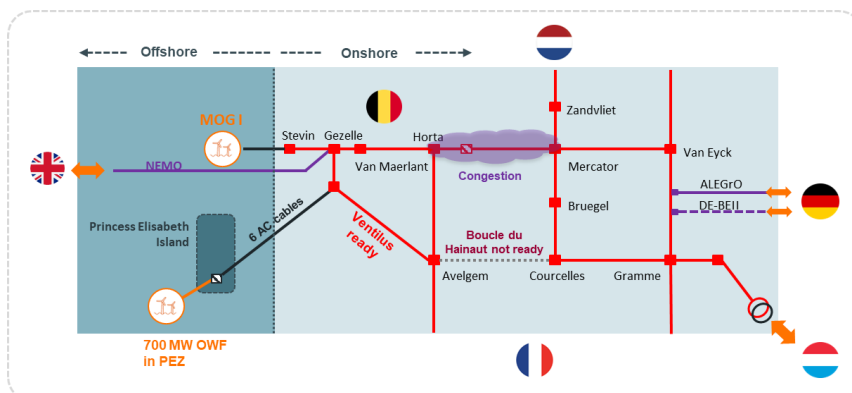 Offshore
Onshore
MOG I
Stevin
Gezelle
Horta
Zandvliet
NEMO
Van Maerlant
Congestion
Mercator
Van Eyck
ALEGrO
DE-BEII
Princess Elisabeth
Island
6 AC-cables
Ventilus
ready
Bruegel
Boucle du
Hainaut not ready
Avelgem
Courcelles
Gramme
700 MW OWF
in PEZ